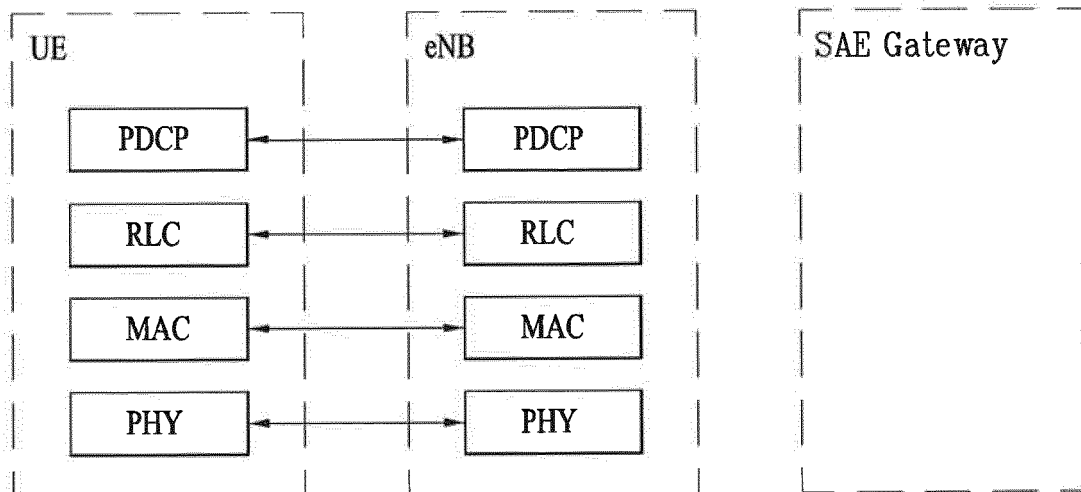 UE
eNB
SAE Gateway
PDCP
PDCP
RLC
RLC
MAC
MAC
PHY
PHY